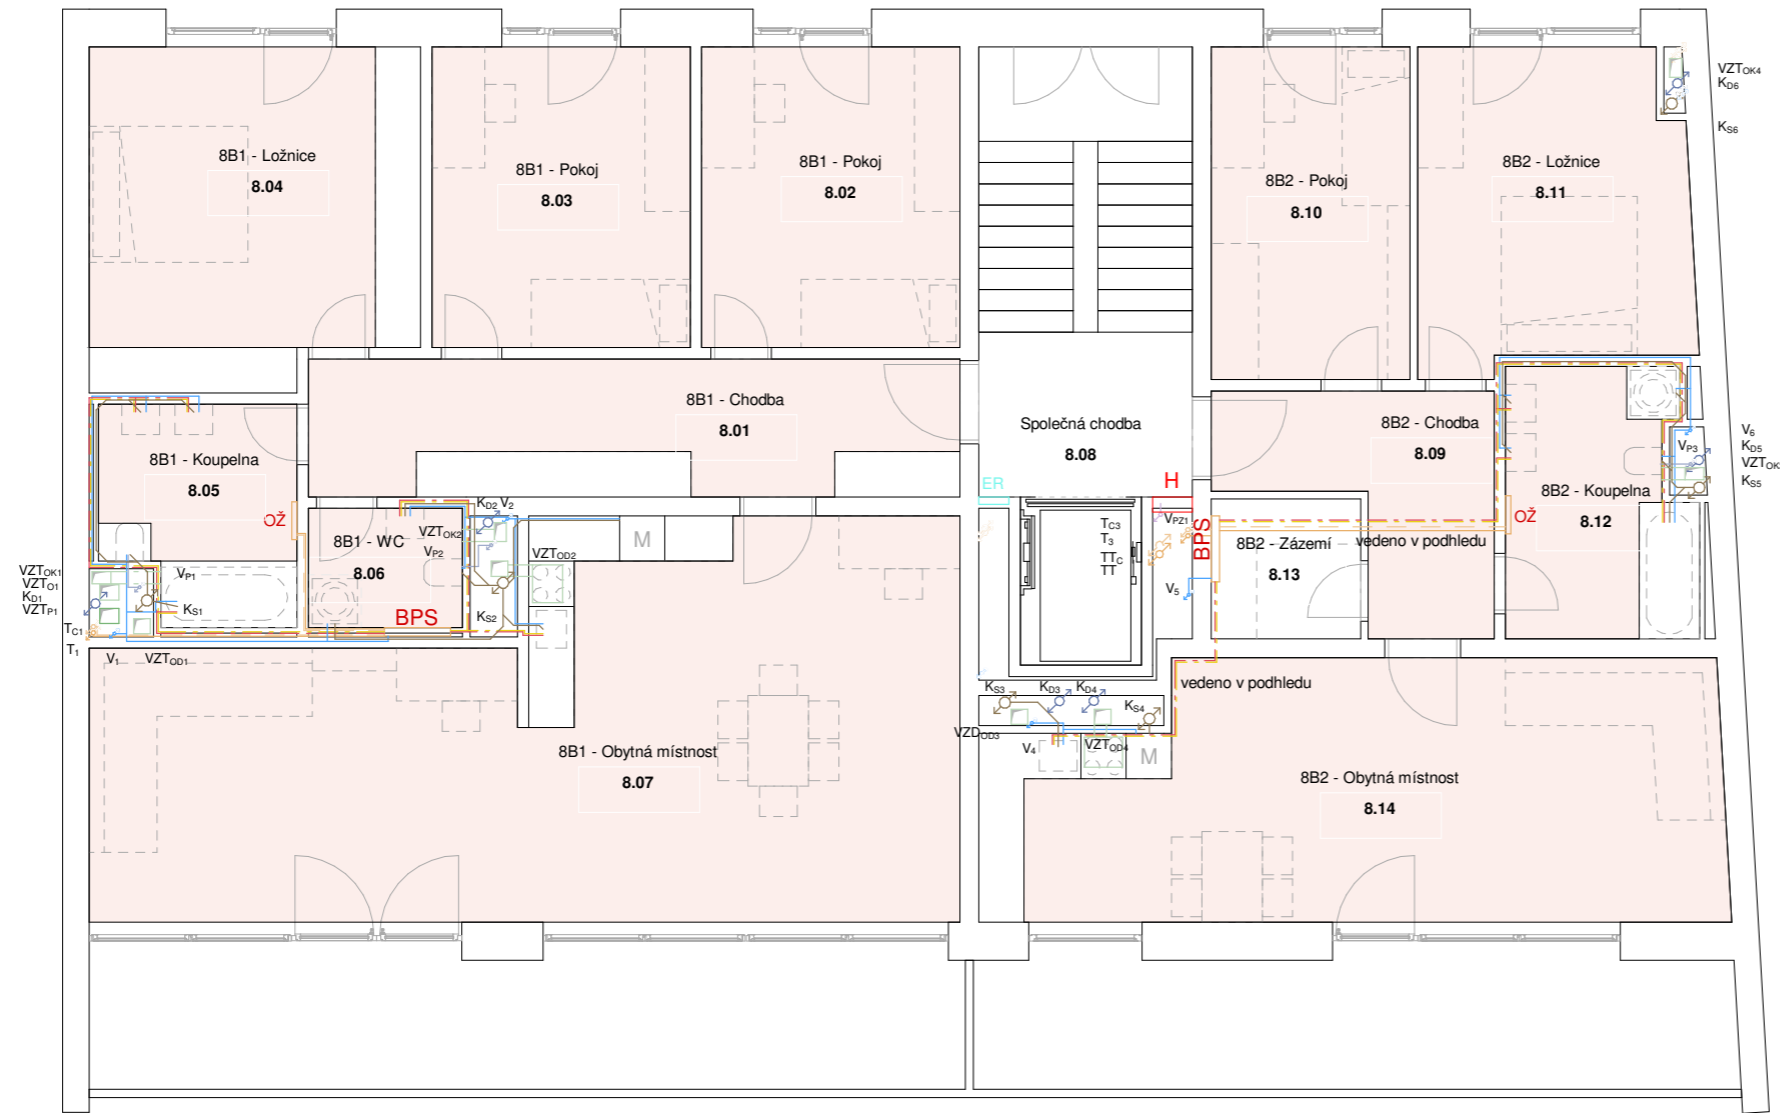 8B1 - Ložnice
8.04
8B1 - Pokoj
8.03
8B1 - Pokoj
8.02
8B2 - Pokoj
8.10
8B2 - Ložnice
8.11
VZTOK4
KD6
KS6
8B1 - Chodba
8.01
Společná chodba
8.08
8B2 - Chodba
8.09
8B1 - Koupelna
8.05
OŽ
8B1 - WC
8.06
BPS
KD2 V2
VZTOK2
VP2
VZTOD2
KS2
M
ER
H
VPZ1
BPS
TC3
T3
TTC
TT
V5
8B2 - Zázemí
8.13
vedeno v podhledu
8B2 - Koupelna
8.12
OŽ
VP3
V6
KD5
VZTOK
KS5
VZTOK1
VZTO1
KD1
VZTP1
VP1
KS1
TC1
T1
V1
VZTOD1
8B1 - Obytná místnost
8.07
KS3
KD3
KD4
KS4
vedeno v podhledu
VZDOD3
V4
VZTOD4
M
8B2 - Obytná místnost
8.14